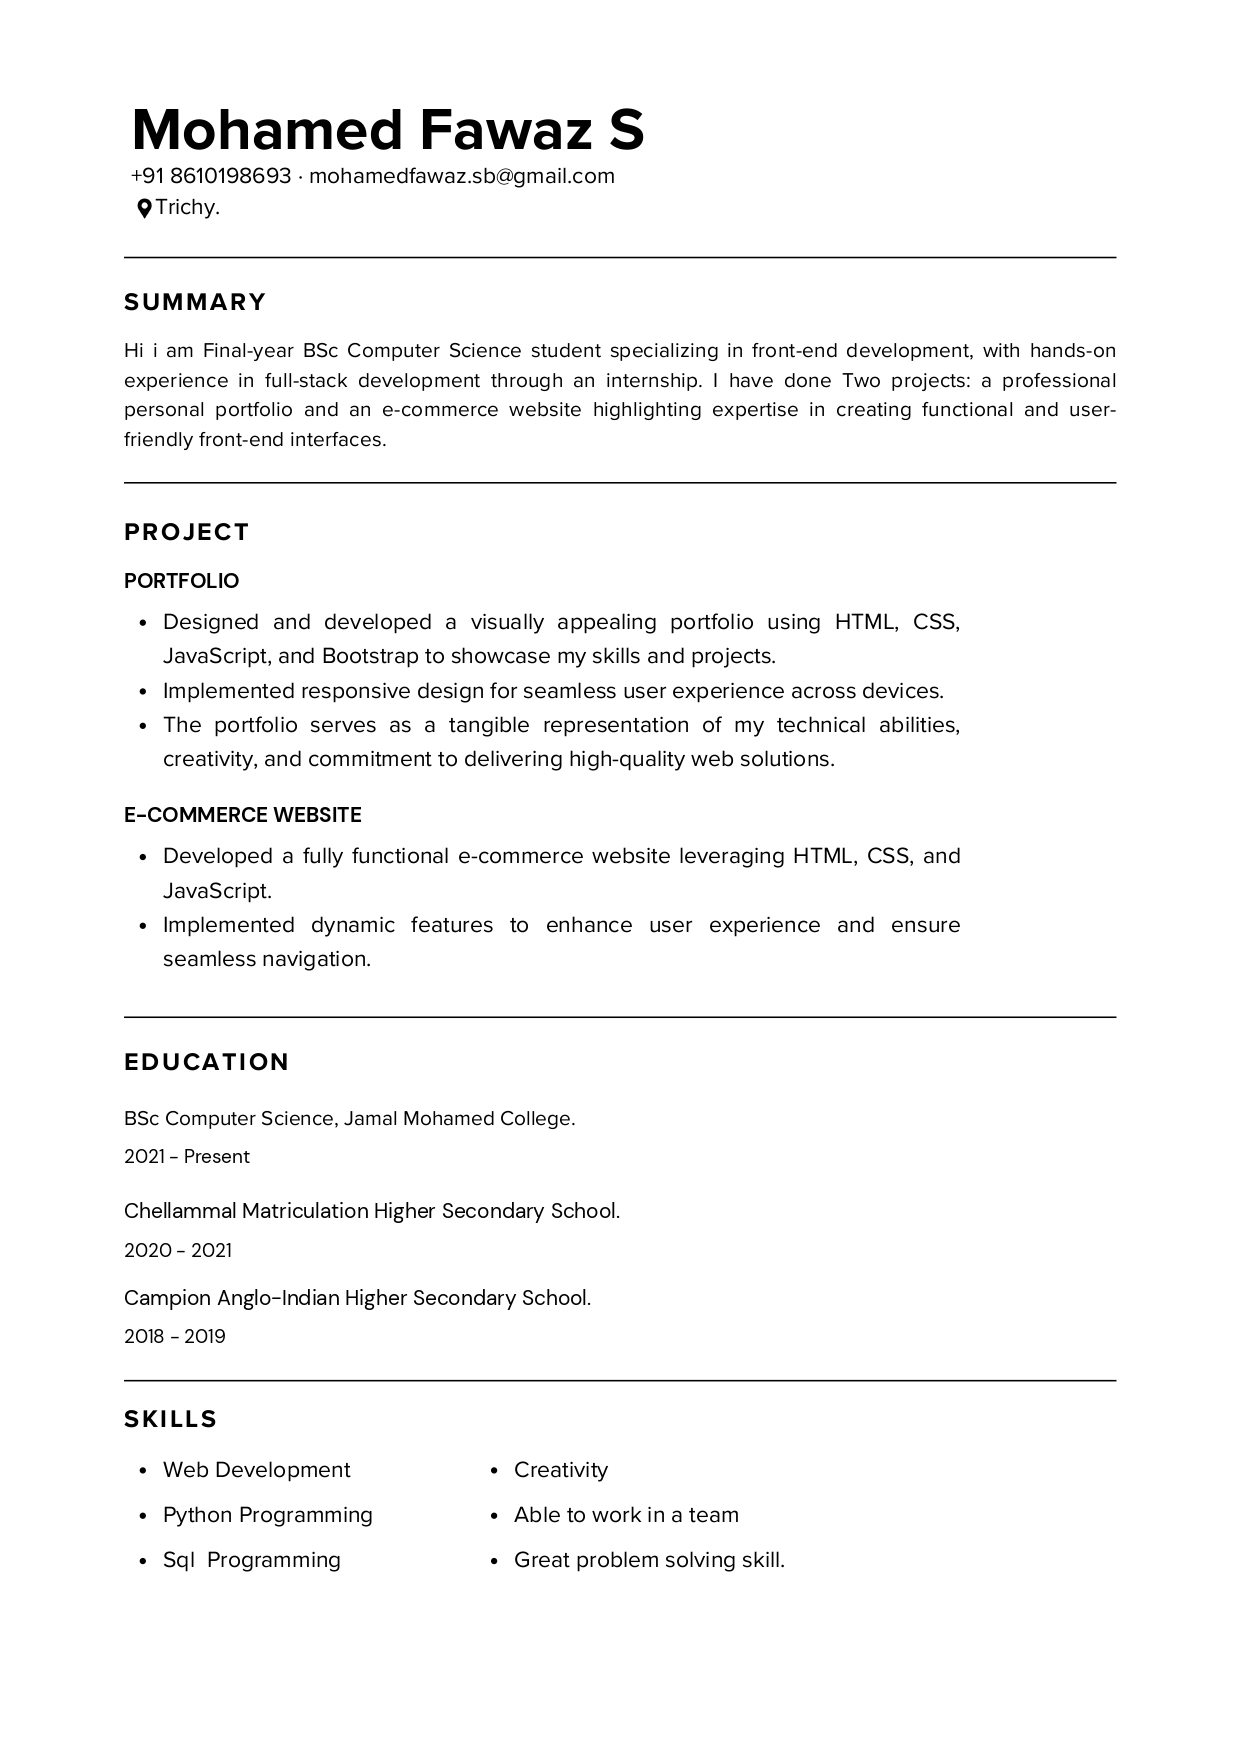 Mohamed Fawaz S
+91 8610198693 · mohamedfawaz.sb@gmail.com
Trichy.
SUMMARY
Hi i am Final-year BSc Computer Science student specializing in front-end development, with hands-on
experience in full-stack development through an internship. I have done Two projects: a professional
personal portfolio and an e-commerce website highlighting expertise in creating functional and user-
friendly front-end interfaces.
PROJECT
PORTFOLIO
• Designed and developed a visually appealing portfolio using HTML, CSS,
JavaScript, and Bootstrap to showcase my skills and projects.
• Implemented responsive design for seamless user experience across devices.
• The portfolio serves as a tangible representation of my technical abilities,
creativity, and commitment to delivering high-quality web solutions.
E-COMMERCE WEBSITE
• Developed a fully functional e-commerce website leveraging HTML, CSS, and
JavaScript.
• Implemented dynamic features to enhance user experience and ensure
seamless navigation.
EDUCATION
BSc Computer Science, Jamal Mohamed College.
2021 - Present
Chellammal Matriculation Higher Secondary School.
2020 - 2021
Campion Anglo-Indian Higher Secondary School.
2018 - 2019
SKILLS
• Web Development
• Python Programming
• Sql Programming
• Creativity
• Able to work in a team
• Great problem solving skill.